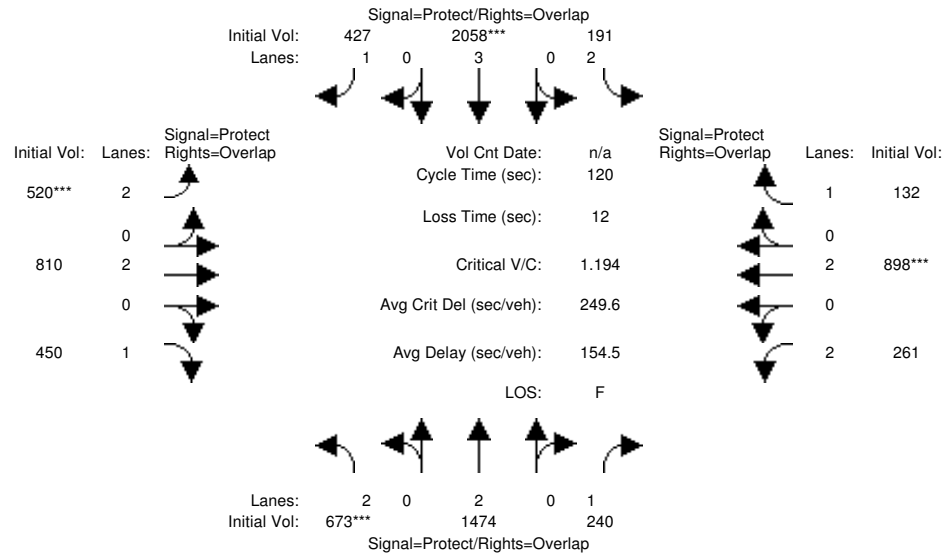 Signal=Protect/Rights=Overlap
Initial Vol: 427 2058*** 191
Lanes: 1 0 3 0 2
Signal=Protect
Rights=Overlap
Initial Vol: Lanes:
520*** 2
0
810 2
0
450 1
Vol Cnt Date: n/a
Cycle Time (sec): 120
Loss Time (sec): 12
Critical V/C: 1.194
Avg Crit Del (sec/veh): 249.6
Avg Delay (sec/veh): 154.5
LOS: F
Signal=Protect
Rights=Overlap
Lanes: Initial Vol:
1 132
0
2 898***
0
2 261
Lanes: 2 0 2 0 1
Initial Vol: 673*** 1474 240
Signal=Protect/Rights=Overlap